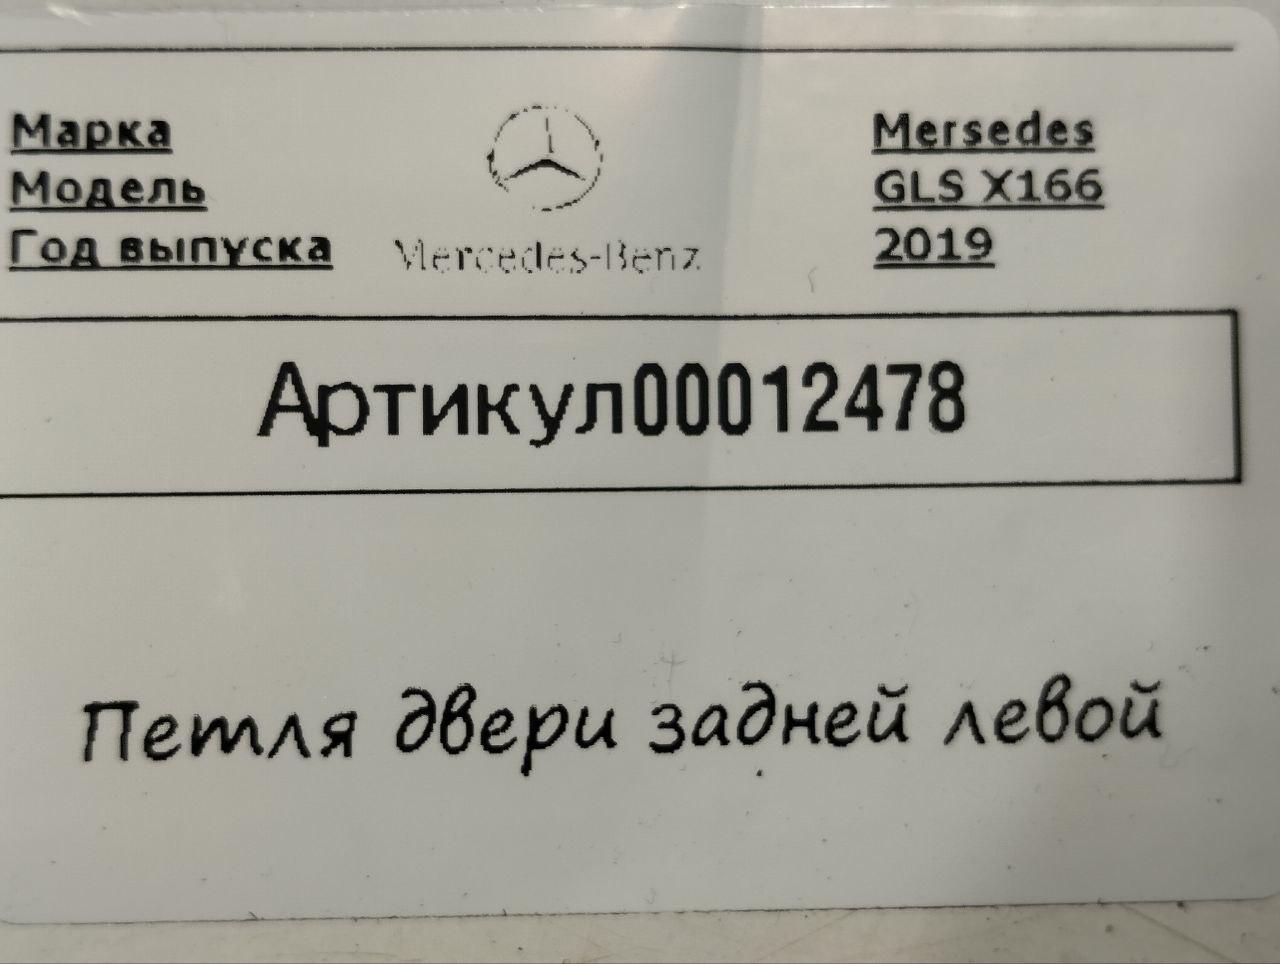 Марка Mersedes
Модель GLS X166
Год выпуска Mercedes-Benz 2019
Артикул00012478
Петля двери задней левой